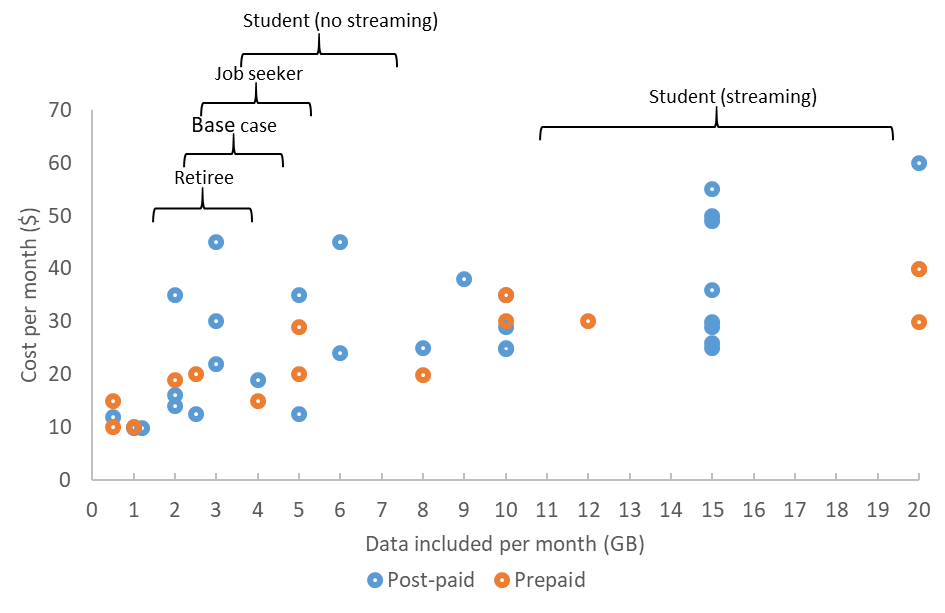 Student (no streaming)
Job seeker
Student (streaming)
Base case
Retiree
70
60
50
40
30
20
10
0
Cost per month ($)
0 1 2 3 4 5 6 7 8 9 10 11 12 13 14 15 16 17 18 19 20
Data included per month (GB)
Post-paid Prepaid